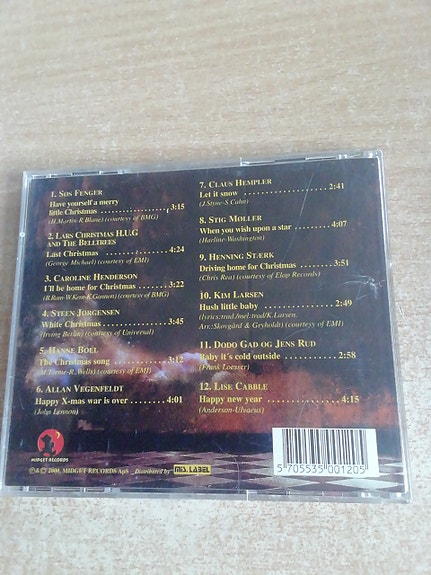 1. SØS FENGER
Have yourself a merry
little Christmas .................. 3:15
(H.Martin-R.Blane) (courtesy of BMG)
2. LARS CHRISTMAS H.U.G
AND THE BELLTREES
Last Christmas ........ 4:24
(George Michael) (courtesy of EMI)
3. CAROLINE HENDERSON
I'll be home for Christmas ....... 3:22
(B.Ram-W.Ken-K.Gannon) (courtesy of BMG)
4. STEEN JØRGENSEN
White Christmas ................ 3:45
(Irving Berlin) (courtesy of Universal)
5. HANNE BOEL
The Christmas song ............. 3:12
(M.Torme-R.Wells) (courtesy of EMI)
6. ALLAN VEGENFELDT
Happy X-mas war is over ....... 4:01
(John Lennon)
7. CLAUS HEMPLER
Let it snow ...................... 2:41
(J.Styne-S.Cahn)
8. STIG MØLLER
When you wish upon a star ....... 4:07
(Harline-Washington)
9. HENNING STÆRK
Driving home for Christmas ....... 3:51
(Chris Rea) (courtesy of Elap Records)
10. KIM LARSEN
Hush little baby ................ 2:49
(lyrics:trad./mel:trad/K. Larsen.
Arr.:Skovgård & Gryholdt) (courtesy of EMI)
11. DODO GAD OG JENS RUD
Baby it's cold outside ........... 2:58
(Frank Loesser)
12. LISE CABBLE
Happy new year ................. 4:15
(Anderson-Ulvaeus)
MIDGET RECORDS
℗ & © 2000, MIDGET RECORDS ApS Distributed by MIS. LABEL
5 705535 001205